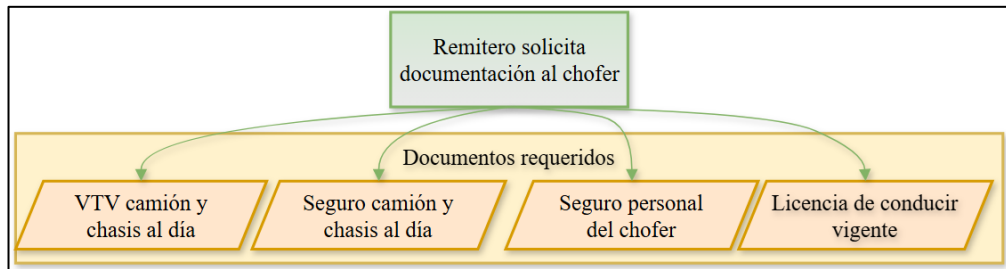 Remitero solicita
documentación al chofer
Documentos requeridos
VTV camión y
chasis al día
Seguro camión y
chasis al día
Seguro personal
del chofer
Licencia de conducir
vigente